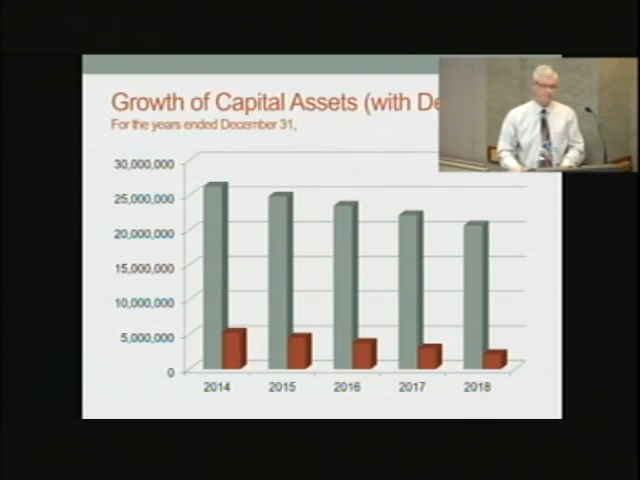 Growth of Capital Assets (with De
For the years ended December 31,
30,000,000
25,000,000
20,000,000
15,000,000
10,000,000
5,000,000
0
2014 2015 2016 2017 2018